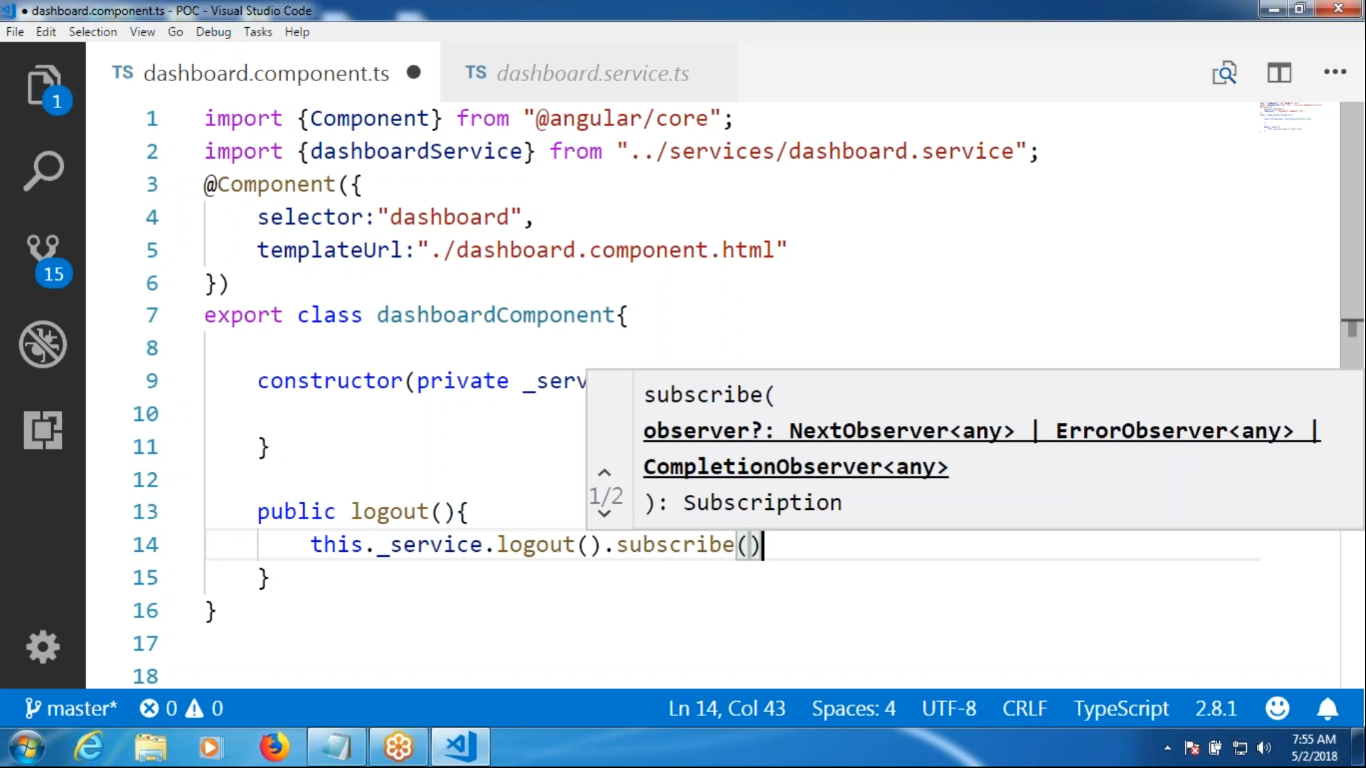 dashboard.component.ts - POC - Visual Studio Code
File Edit Selection View Go Debug Tasks Help
TS dashboard.component.ts ● TS dashboard.service.ts
1
15
1 import {Component} from "@angular/core";
2 import {dashboardService} from "../services/dashboard.service";
3 @Component({
4 selector:"dashboard",
5 templateUrl:"./dashboard.component.html"
6 })
7 export class dashboardComponent{
8
9 constructor(private _serv
10
11 }
12
13 public logout(){
14 this._service.logout().subscribe()
15 }
16 }
17
18
subscribe(
observer?: NextObserver<any> | ErrorObserver<any> |
CompletionObserver<any>
1/2
): Subscription
master* 0 0 Ln 14, Col 43 Spaces: 4 UTF-8 CRLF TypeScript 2.8.1
7:55 AM
5/2/2018